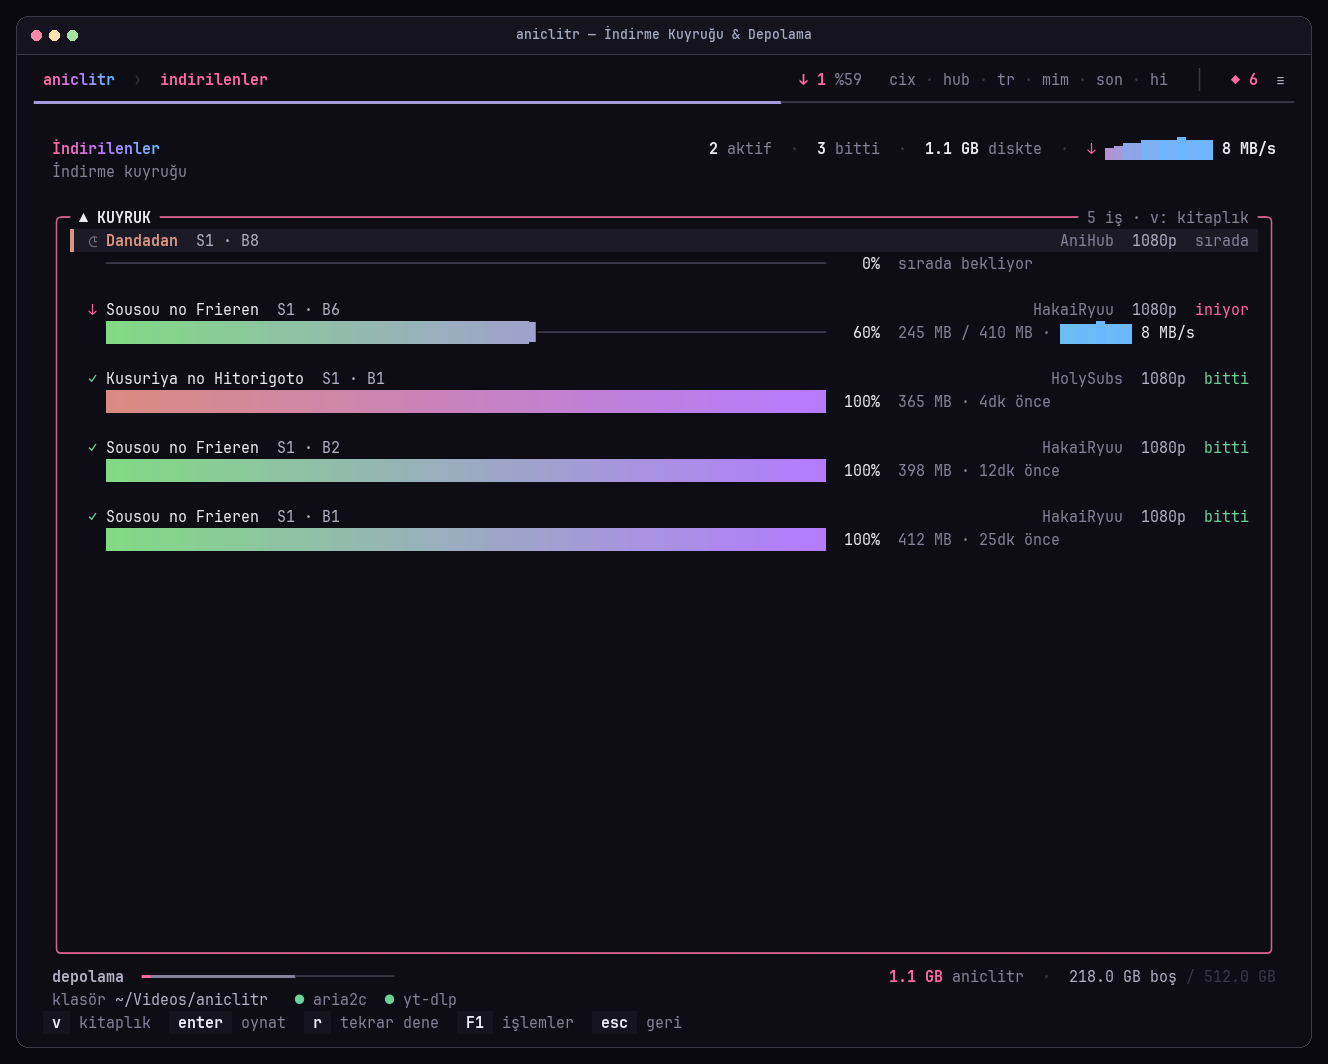 aniclitr — İndirme Kuyruğu & Depolama
aniclitr › indirilenler ↓ 1 %59 cix · hub · tr · mim · son · hi │ ◆ 6 ≡
İndirilenler 2 aktif · 3 bitti · 1.1 GB diskte · ↓ 8 MB/s
İndirme kuyruğu
▲ KUYRUK 5 iş · v: kitaplık
◷ Dandadan S1 · B8 AniHub 1080p sırada
0% sırada bekliyor
↓ Sousou no Frieren S1 · B6 HakaiRyuu 1080p iniyor
60% 245 MB / 410 MB · 8 MB/s
✓ Kusuriya no Hitorigoto S1 · B1 HolySubs 1080p bitti
100% 365 MB · 4dk önce
✓ Sousou no Frieren S1 · B2 HakaiRyuu 1080p bitti
100% 398 MB · 12dk önce
✓ Sousou no Frieren S1 · B1 HakaiRyuu 1080p bitti
100% 412 MB · 25dk önce
depolama 1.1 GB aniclitr · 218.0 GB boş / 512.0 GB
klasör ~/Videos/aniclitr ● aria2c ● yt-dlp
v kitaplık enter oynat r tekrar dene F1 işlemler esc geri